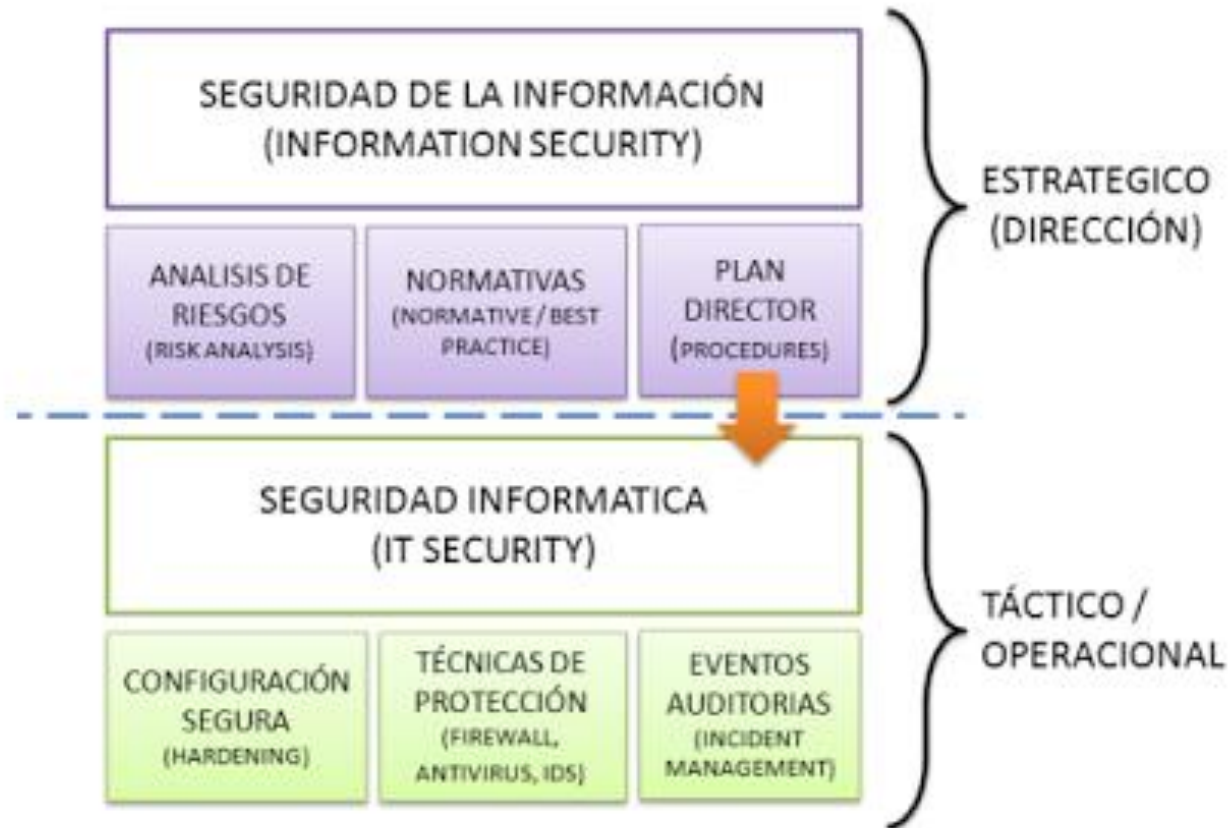 SEGURIDAD DE LA INFORMACIÓN
(INFORMATION SECURITY)
ESTRATEGICO
(DIRECCIÓN)
ANALISIS DE
RIESGOS
(RISK ANALYSIS)
NORMATIVAS
(NORMATIVE / BEST
PRACTICE)
PLAN
DIRECTOR
(PROCEDURES)
SEGURIDAD INFORMATICA
(IT SECURITY)
TÁCTICO /
OPERACIONAL
CONFIGURACIÓN
SEGURA
(HARDENING)
TÉCNICAS DE
PROTECCIÓN
(FIREWALL,
ANTIVIRUS, IDS)
EVENTOS
AUDITORIAS
(INCIDENT
MANAGEMENT)